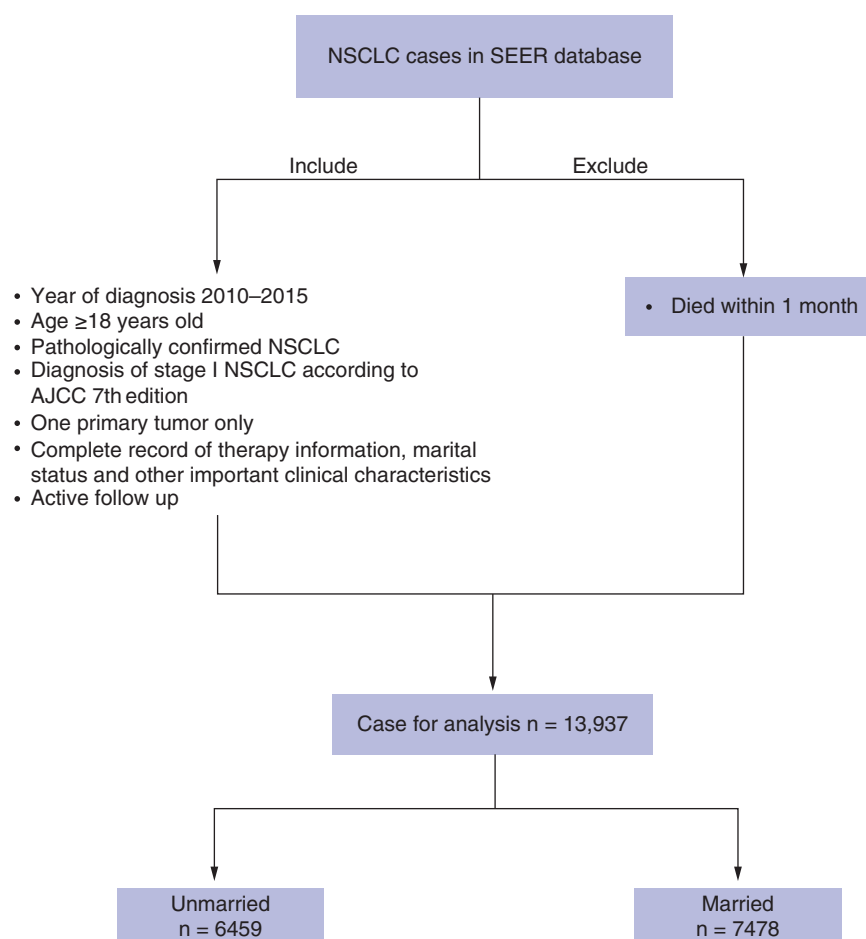 NSCLC cases in SEER database
Include
Exclude
• Year of diagnosis 2010–2015
• Age ≥18 years old
• Pathologically confirmed NSCLC
• Diagnosis of stage I NSCLC according to
AJCC 7th edition
• One primary tumor only
• Complete record of therapy information, marital
status and other important clinical characteristics
• Active follow up
• Died within 1 month
Case for analysis n = 13,937
Unmarried
n = 6459
Married
n = 7478